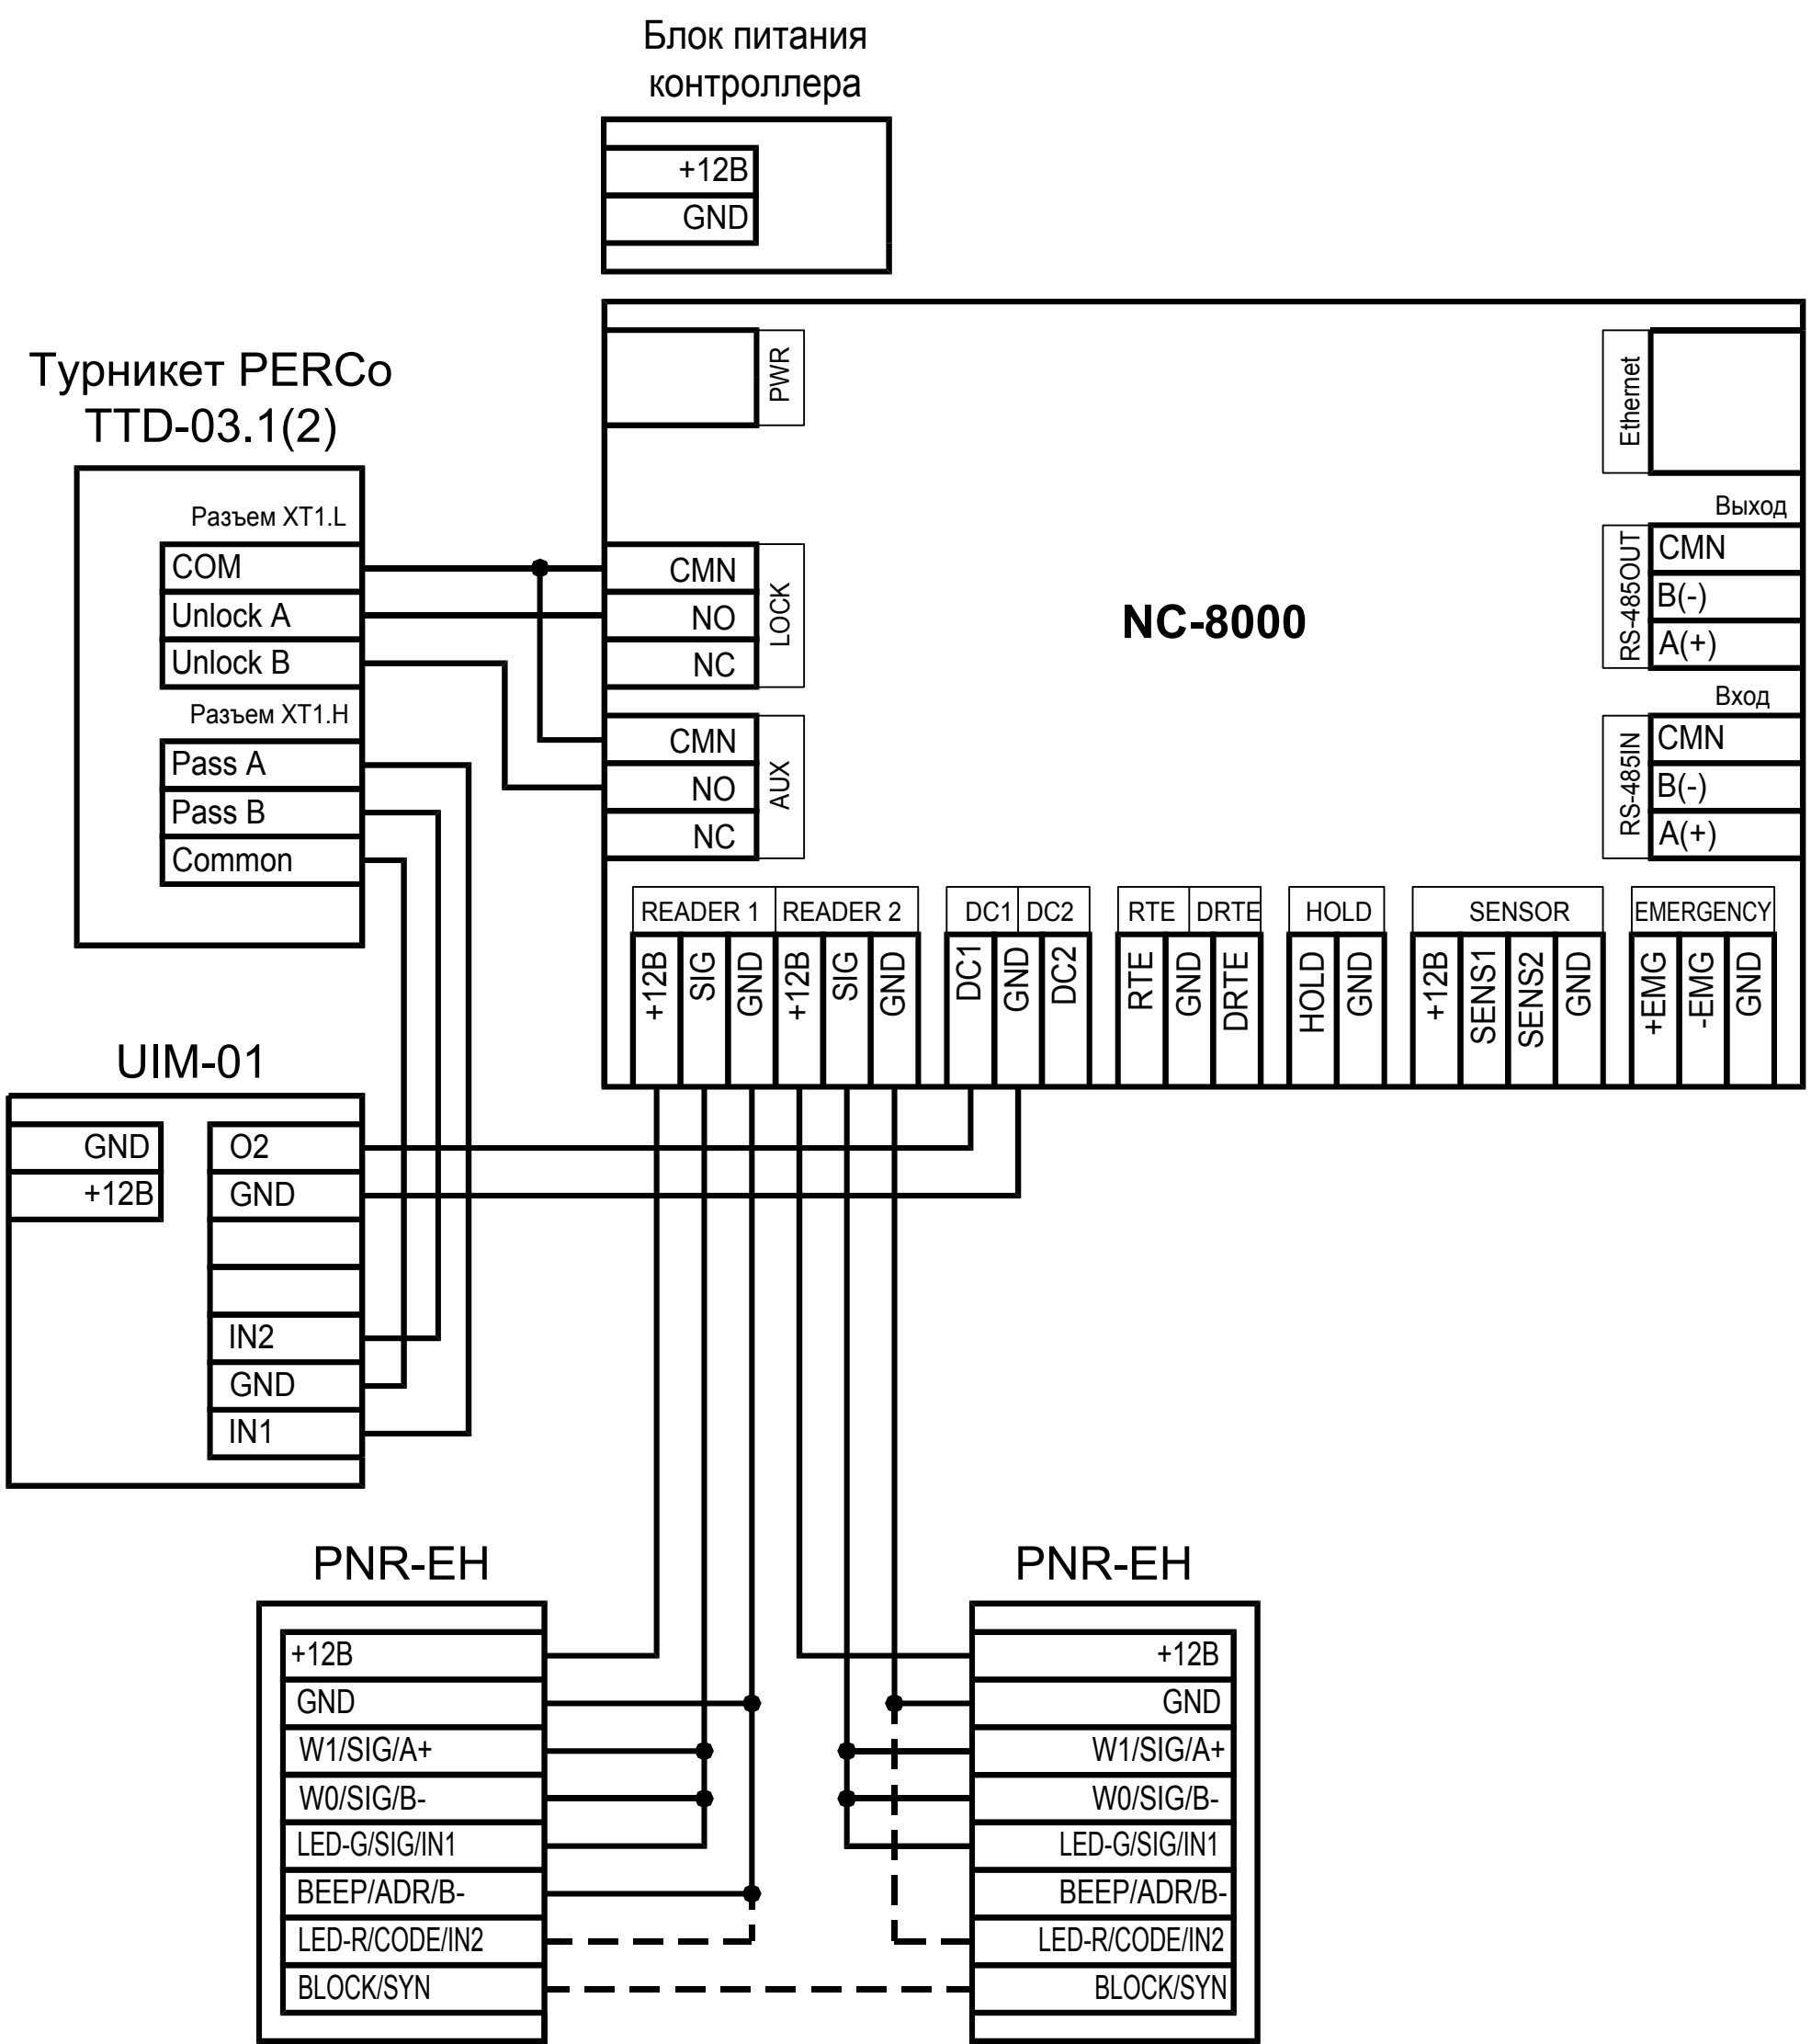 Блок питания
контроллера
+12В
GND
PWR
Ethernet
Турникет PERCo
TTD-03.1(2)
Разъем XT1.L
COM
Unlock A
Unlock B
Разъем XT1.H
Pass A
Pass B
Common
CMN
NO
NC
LOCK
CMN
NO
NC
AUX
NC-8000
Выход
RS-485OUT
CMN
B(-)
A(+)
Вход
RS-485IN
CMN
B(-)
A(+)
READER 1
READER 2
DC1
DC2
RTE
DRTE
HOLD
SENSOR
EMERGENCY
+12В
SIG
GND
+12В
SIG
GND
DC1
GND
DC2
RTE
GND
DRTE
HOLD
GND
+12В
SENS1
SENS2
GND
+EMG
-EMG
GND
UIM-01
GND
+12В
O2
GND
IN2
GND
IN1
PNR-EH
+12В
GND
W1/SIG/A+
W0/SIG/B-
LED-G/SIG/IN1
BEEP/ADR/B-
LED-R/CODE/IN2
BLOCK/SYN
PNR-EH
+12В
GND
W1/SIG/A+
W0/SIG/B-
LED-G/SIG/IN1
BEEP/ADR/B-
LED-R/CODE/IN2
BLOCK/SYN